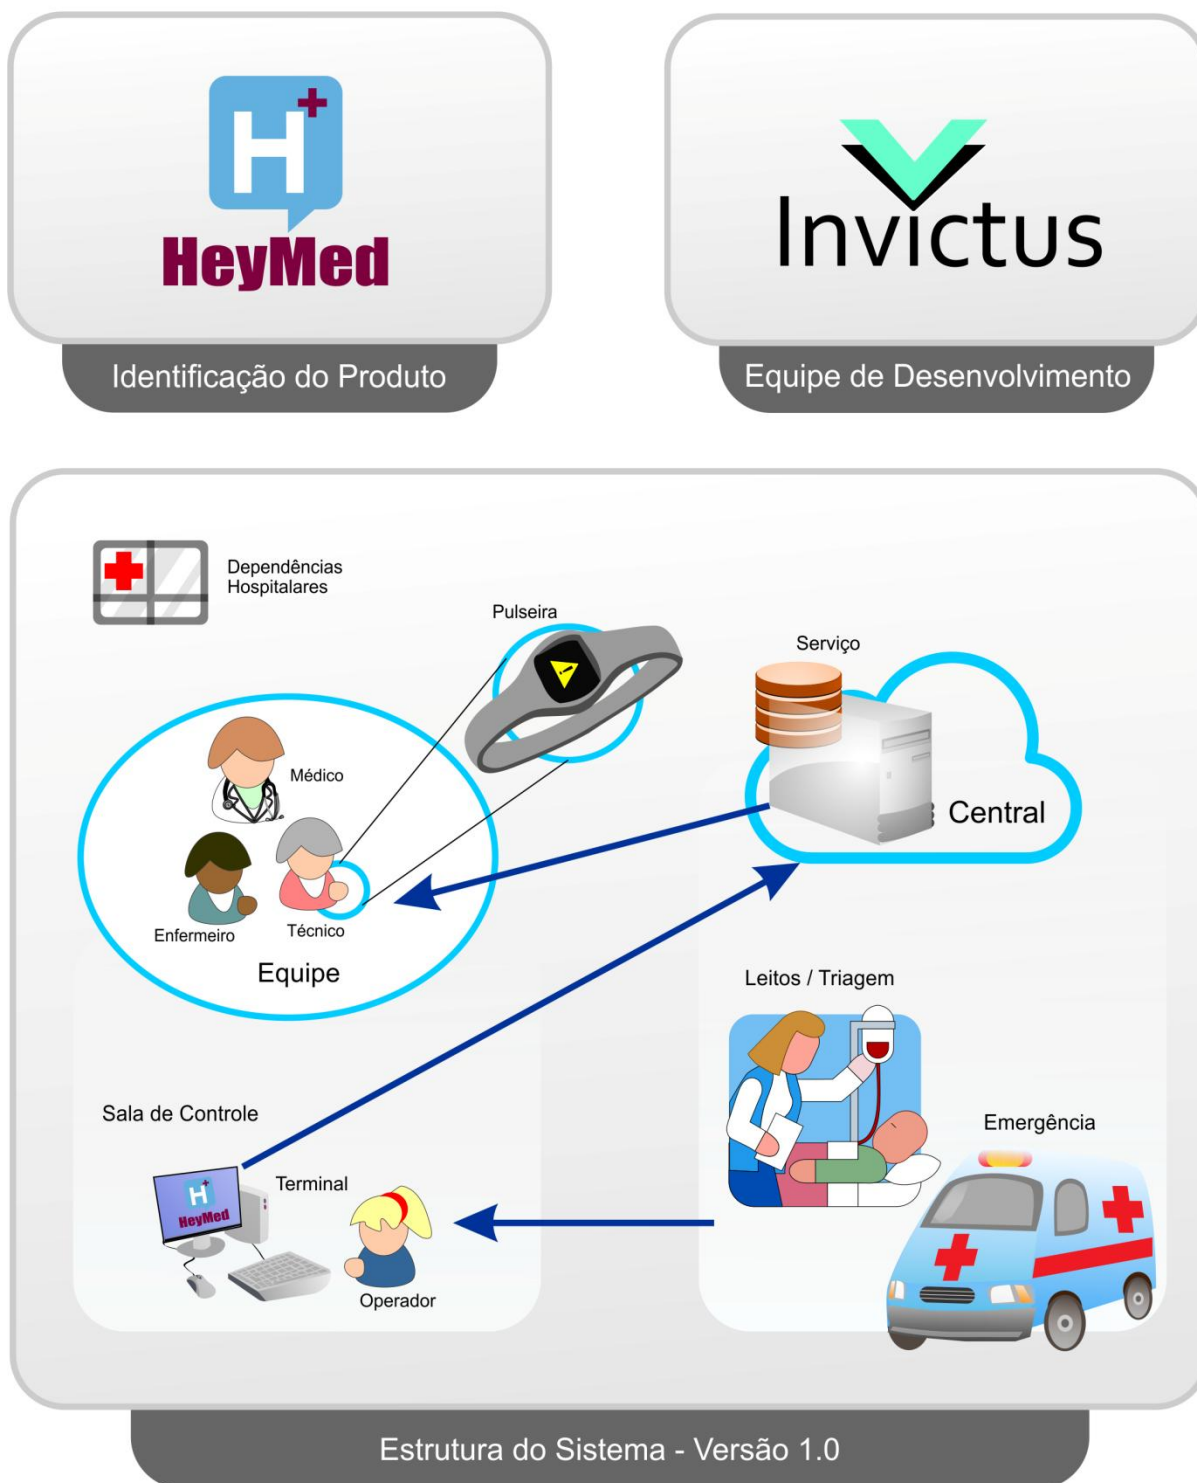 H+
HeyMed
Invictus
Identificação do Produto
Equipe de Desenvolvimento
Dependências
Hospitalares
Pulseira
Serviço
Médico
Central
Enfermeiro
Técnico
Equipe
Leitos / Triagem
Sala de Controle
Emergência
Terminal
H+
HeyMed
Operador
Estrutura do Sistema - Versão 1.0